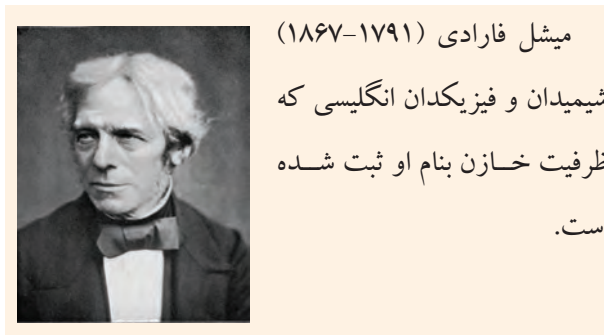 میشل فارادی (۱۷۹۱–۱۸۶۷)
شیمیدان و فیزیکدان انگلیسی که
ظرفیت خازن بنام او ثبت شده
است.